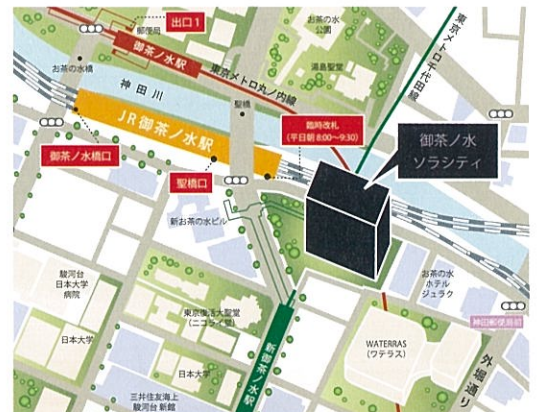 出口1
郵便局
お茶の水
公園
東京メトロ千代田線
御茶ノ水駅
お茶の水橋
湯島聖堂
東京メトロ丸ノ内線
神田川
聖橋
JR御茶ノ水駅
臨時改札
(平日朝 8:00〜9:30)
御茶ノ水
ソラシティ
御茶ノ水橋口
聖橋口
新お茶の水ビル
駿河台
日本大学
病院
お茶の水
ホテル
ジュラク
東京復活大聖堂
(ニコライ堂)
神田郵便局前
日本大学
WATERRAS
(ワテラス)
新御茶ノ水駅
外堀通り
日本大学
三井住友海上
駿河台新館